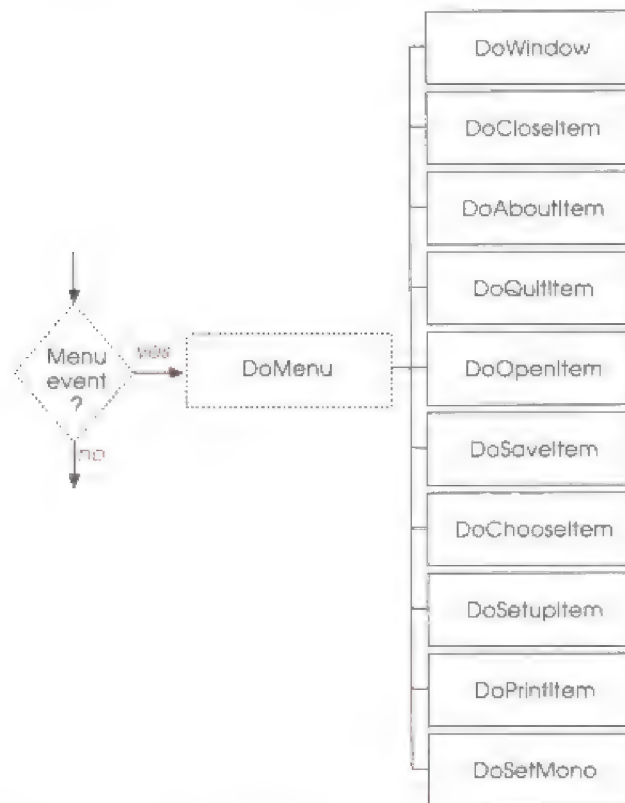 DoWindow
DoCloseItem
DoAboutItem
DoQuitItem
Menu
event
?
yes
DoMenu
DoOpenItem
no
DoSaveItem
DoChooseItem
DoSetupItem
DoPrintItem
DoSetMono